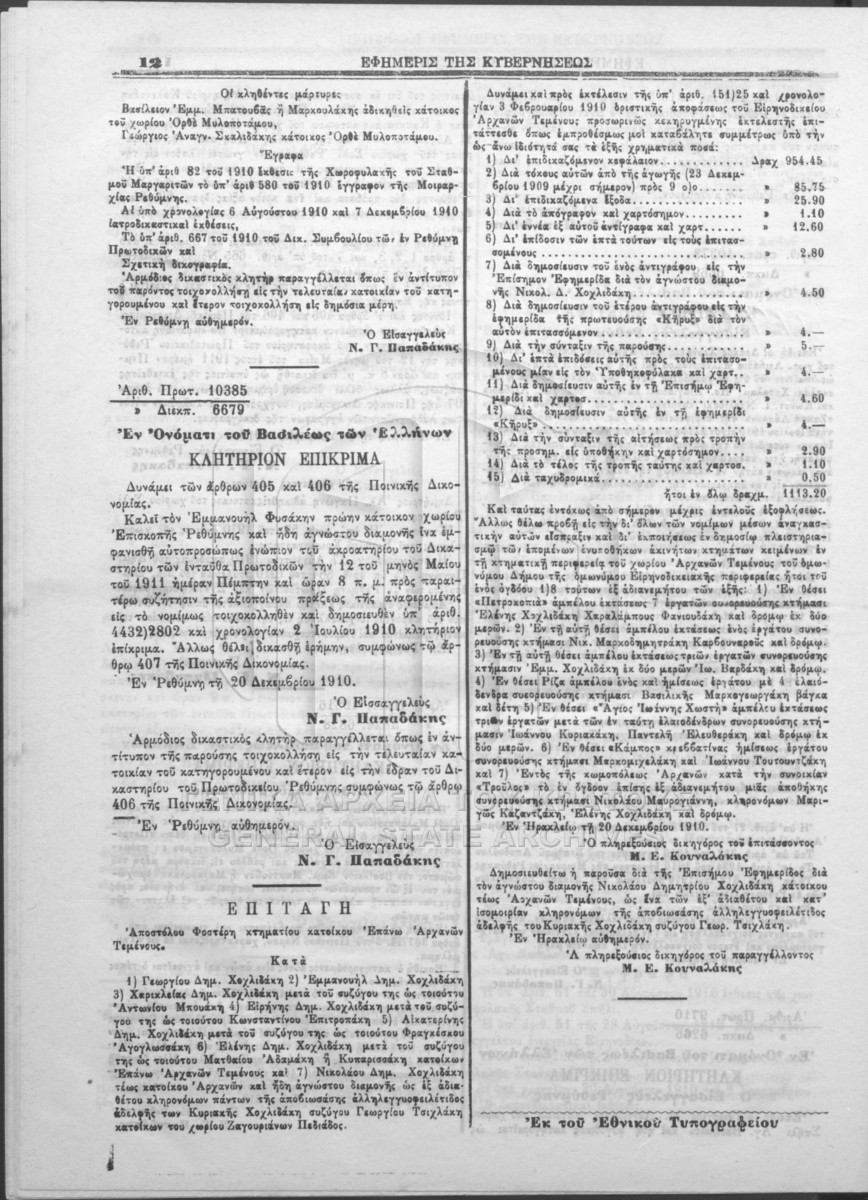 12 ΕΦΗΜΕΡΙΣ ΤΗΣ ΚΥΒΕΡΝΗΣΕΩΣ
Οἱ κληθέντες μάρτυρες
Βασίλειον Ἐμμ. Μπατουβᾶς ἢ Μαρκουλάκης ἀδικηθεὶς κάτοικος
τοῦ χωρίου Ὀρθὲ Μυλοποτάμου,
Γεώργιος Ἀναγν. Σκαλιδάκης κάτοικος Ὀρθὲ Μυλοποτάμου.
Ἔγραφα
Ἡ ὑπ' ἀριθ 82 τοῦ 1910 ἔκθεσις τῆς Χωροφυλακῆς τοῦ Σταθ-
μοῦ Μαργαριτῶν τὸ ὑπ' ἀριθ 580 τοῦ 1910 ἔγγραφον τῆς Μοιραρ-
χίας Ρεθύμνης.
Αἱ ὑπὸ χρονολογίας 6 Αὐγούστου 1910 καὶ 7 Δεκεμβρίου 1910
ἰατροδικαστικαὶ ἐκθέσεις,
Τὸ ὑπ' ἀριθ. 667 τοῦ 1910 τοῦ Δικ. Συμβουλίου τῶν ἐν Ρεθύμνῃ
Πρωτοδικῶν καὶ
Σχετικὴ δικογραφία.
Ἁρμόδιος δικαστικὸς κλητὴρ παραγγέλλεται ὅπως ἓν ἀντίτυπον
τοῦ παρόντος τοιχοκολλήσῃ εἰς τὴν τελευταίαν κατοικίαν τοῦ κατη-
γορουμένου καὶ ἕτερον τοιχοκολλήσῃ εἰς δημόσια μέρη.
Ἐν Ρεθύμνῃ αὐθημερόν.
Ὁ Εἰσαγγελεὺς
Ν. Γ. Παπαδάκης
Ἀριθ. Πρωτ. 10385
» Διεκπ. 6679
Ἐν Ὀνόματι τοῦ Βασιλέως τῶν Ἑλλήνων
ΚΛΗΤΗΡΙΟΝ ΕΠΙΚΡΙΜΑ
Δυνάμει τῶν ἄρθρων 405 καὶ 406 τῆς Ποινικῆς Δικο-
νομίας.
Καλεῖ τὸν Ἐμμανουὴλ Φυσάκην πρώην κάτοικον χωρίου
Ἐπισκοπῆς Ῥεθύμνης καὶ ἤδη ἀγνώστου διαμονῆς ἵνα ἐμ-
φανισθῇ αὐτοπροσώπως ἐνώπιον τοῦ ἀκροατηρίου τοῦ Δικα-
στηρίου τῶν ἐνταῦθα Πρωτοδικῶν τὴν 12 τοῦ μηνὸς Μαίου
τοῦ 1911 ἡμέραν Πέμπτην καὶ ὥραν 8 π. μ. πρὸς παραι-
τέρω συζήτησιν τῆς ἀξιοποίνου πράξεως τῆς ἀναφερομένης
εἰς τὸ νομίμως τοιχοκολληθὲν καὶ δημοσιευθὲν ὑπ' ἀριθ.
4432)2802 καὶ χρονολογίαν 2 Ἰουλίου 1910 κλητήριον
ἐπίκριμα. Ἄλλως θέλει δικασθῆ ἐρήμην, συμφώνως τῷ ἄρ-
θρῳ 407 τῆς Ποινικῆς Δικονομίας.
Ἐν Ῥεθύμνῃ τῇ 20 Δεκεμβρίου 1910.
Ὁ Εἰσαγγελεὺς
Ν. Γ. Παπαδάκης
Ἁρμόδιος δικαστικὸς κλητὴρ παραγγέλλεται ὅπως ἓν ἀν-
τίτυπον τῆς παρούσης τοιχοκολλήσῃ εἰς τὴν τελευταίαν κα-
τοικίαν τοῦ κατηγορουμένου καὶ ἕτερον εἰς τὴν ἕδραν τοῦ Δι-
καστηρίου τοῦ Πρωτοδικείου Ῥεθύμνης συμφώνως τῷ ἄρθρῳ
406 τῆς Ποινικῆς Δικονομίας.
Ἐν Ῥεθύμνῃ αὐθημερόν.
Ὁ Εἰσαγγελεὺς
Ν. Γ. Παπαδάκης
ΕΠΙΤΑΓΗ
Ἀποστόλου Φοστέρη κτηματίου κατοίκου Ἐπάνω Ἀρχανῶν
Τεμένους.
Κατὰ
1) Γεωργίου Δημ. Χοχλιδάκη 2) Ἐμμανουὴλ Δημ. Χοχλιδάκη
3) Χαρικλείας Δημ. Χοχλιδάκη μετὰ τοῦ συζύγου της ὡς τοιούτου
Ἀντωνίου Μπουάκη 4) Εἰρήνης Δημ. Χοχλιδάκη μετὰ τοῦ συζύ-
γου της ὡς τοιούτου Κωνσταντίνου Ἐπιτροπάκη 5) Αἰκατερίνης
Δημ. Χοχλιδάκη μετὰ τοῦ συζύγου της ὡς τοιούτου Φραγκίσκου
Ἀγογλωσσάκη 6) Ἑλένης Δημ. Χοχλιδάκη μετὰ τοῦ συζύγου
της ὡς τοιούτου Ματθαίου Ἀδαμάκη ἢ Κυπαρισσάκη κατοίκων
Ἐπάνω Ἀρχανῶν Τεμένους καὶ 7) Νικολάου Δημ. Χοχλιδάκη
τέως κατοίκου Ἀρχανῶν καὶ ἤδη ἀγνώστου διαμονῆς ὡς ἐξ ἀδια-
θέτου κληρονόμων πάντων τῆς ἀποβιωσάσης ἀλληλεγγυοφειλέτιδος
ἀδελφῆς των Κυριακῆς Χοχλιδάκη συζύγου Γεωργίου Τσιχλάκη
κατοίκων του χωρίου Ζαγουριάνων Πεδιάδος.
Δυνάμει καὶ πρὸς ἐκτέλεσιν τῆς ὑπ' ἀριθ. 151)25 καὶ χρονολο-
γίαν 3 Φεβρουαρίου 1910 ὁριστικῆς ἀποφάσεως τοῦ Εἰρηνοδικείου
Ἀρχανῶν Τεμένους προσωρινῶς κεκηρυγμένης ἐκτελεστῆς ἐπι-
τάττεσθε ὅπως ἐμπροθέσμως μοὶ καταβάλητε συμμέτρως ὑπὸ τὴν
ὡς ἄνω ἰδιότητά σας τὰ ἑξῆς χρηματικὰ ποσά:
1) Δι' ἐπιδικαζόμενον κεφάλαιον............ Δραχ 954.45
2) Διὰ τόκους αὐτῶν ἀπὸ τῆς ἀγωγῆς (23 Δεκεμ-
βρίου 1909 μέχρι σήμερον) πρὸς 9 ο)ο....... » 85.75
3) Δι' ἐπιδικαζόμενα ἔξοδα................ » 25.90
4) Διὰ τὸ ἀπόγραφον καὶ χαρτόσημον......... » 1.10
5) Δι' ἐννέα ἐξ αὐτοῦ ἀντίγραφα καὶ χαρτ.... » 12.60
6) Δι' ἐπίδοσιν τῶν ἑπτὰ τούτων εἰς τοὺς ἐπιτασ-
σομένους............................. » 2.80
7) Διὰ δημοσίευσιν τοῦ ἑνὸς ἀντιγράφου εἰς τὴν
Ἐπίσημον Ἐφημερίδα διὰ τὸν ἀγνώστου διαμο-
νῆς Νικολ. Δ. Χοχλιδάκη................ » 4.50
8) Διὰ δημοσίευσιν τοῦ ἑτέρου ἀντιγράφου εἰς τὴν
ἐφημερίδα τῆς πρωτευούσης «Κῆρυξ» διὰ τὸν
αὐτὸν ἐπιτασσόμενον................... » 4.—
9) Διὰ τὴν σύνταξιν τῆς παρούσης........... » 5.—
10) Δι' ἑπτὰ ἐπιδόσεις αὐτῆς πρὸς τοὺς ἐπιτασο-
μένους μίαν εἰς τὸν Ὑποθηκοφύλακα καὶ χαρτ.. » 4.—
11) Διὰ δημοσίευσιν αὐτῆς ἐν τῇ Ἐπισήμῳ Ἐφη-
μερίδι καὶ χαρτοσ..................... » 4.60
12) Διὰ δημοσίευσιν αὐτῆς ἐν τῇ ἐφημερίδι
«Κῆρυξ».............................. » 4.—
13) Διὰ τὴν σύνταξιν τῆς αἰτήσεως πρὸς τροπὴν
τῆς προσημ. εἰς ὑποθήκην καὶ χαρτόσημον.... » 2.90
14) Διὰ τὸ τέλος τῆς τροπῆς ταύτης καὶ χαρτοσ. » 1.10
15) Διὰ ταχυδρομικά...................... » 0.50
ἤτοι ἐν ὅλῳ δραχμ. 1113.20
Καὶ ταύτας ἐντόκως ἀπὸ σήμερον μέχρις ἐντελοῦς ἐξοφλήσεως.
Ἄλλως θέλω προβῇ εἰς τὴν δι' ὅλων τῶν νομίμων μέσων ἀναγκασ-
τικὴν αὐτῶν εἴσπραξιν καὶ δι' ἐκποιήσεως ἐν δημοσίῳ πλειστηρια-
σμῷ τῶν ἑπομένων ἐνυποθήκων ἀκινήτων κτημάτων κειμένων ἐν
τῇ κτηματικῇ περιφερείᾳ τοῦ χωρίου Ἀρχανῶν Τεμένους τοῦ ὁμω-
νύμου Δήμου τῆς ὁμωνύμου Εἰρηνοδικειακῆς περιφερείας ἤτοι τοῦ
ἑνὸς ὀγδόου 1)8 τούτων ἐξ ἀδιανεμήτου τῶν ἑξῆς: 1) Ἐν θέσει
«Πετροκοπιὰ» ἀμπέλου ἐκτάσεως 7 ἐργατῶν συνορευούσης κτήμασι
Ἑλένης Χοχλιδάκη Χαραλάμπους Φανιουδάκη καὶ δρόμῳ ἐκ δύο
μερῶν. 2) Ἐν τῇ αὐτῇ θέσει ἀμπέλου ἐκτάσεως ἑνὸς ἐργάτου συνο-
ρευούσης κτήμασι Νικ. Μαρκοδημητράκη Καρβουναροῦς καὶ δρόμῳ.
3) Ἐν τῇ αὐτῇ θέσει ἀμπέλου ἐκτάσεως τριῶν ἐργατῶν συνορευούσης
κτήμασιν Ἐμμ. Χοχλιδάκη ἐκ δύο μερῶν Ἰω. Βαρδάκη καὶ δρόμῳ.
4) Ἐν θέσει Ρίζα ἀμπέλου ἑνὸς καὶ ἡμίσεως ἐργάτου μὲ 4 ἐλαιό-
δενδρα συεορευούσης κτήμασι Βασιλικῆς Μαρκογεωργάκη βάγκα
καὶ δέτη 5) Ἐν θέσει «Ἅγιος Ἰωάννης Χωστὴ» ἀμπέλου ἐκτάσεως
τριῶν ἐργατῶν μετὰ τῶν ἐν ταύτῃ ἐλαιοδένδρων συνορευούσης κτή-
μασιν Ἰωάννου Κυριακάκη, Παντελῆ Ἐλευθεράκη καὶ δρόμῳ ἐκ
δύο μερῶν. 6) Ἐν θέσει «Κάμπος» κρεββατίνας ἡμίσεως ἐργάτου
συνορευούσης κτήμασι Μαρκομιχελάκη καὶ Ἰωάννου Τουτουντζάκη
καὶ 7) Ἐντὸς τῆς κωμοπόλεως Ἀρχανῶν κατὰ τὴν συνοικίαν
«Τροῦλος» τὸ ἓν ὄγδοον ἐπίσης ἐξ ἀδιανεμήτου μιᾶς ἀποθήκης
συνορευούσης κτήμασι Νικολάου Μαυρογιάννη, κληρονόμων Μαρι-
γῶς Καζαντζάκη, Ἑλένης Χοχλιδάκη καὶ δρόμῳ.
Ἐν Ἡρακλείῳ τῇ 20 Δεκεμβρίου 1910.
Ὁ πληρεξούσιος δικηγόρος τοῦ ἐπιτάσσοντος
Μ. Ε. Κουναλάκης
Δημοσιευθείτω ἡ παροῦσα διὰ τῆς Ἐπισήμου Ἐφημερίδος διὰ
τὸν ἀγνώστου διαμονῆς Νικολάου Δημητρίου Χοχλιδάκη κατοίκου
τέως Ἀρχανῶν Τεμένους, ὡς ἕνα τῶν ἐξ' ἀδιαθέτου καὶ κατ'
ἰσομοιρίαν κληρονόμων τῆς ἀποβιωσάσης ἀλληλεγγυοφειλέτιδος
ἀδελφῆς του Κυριακῆς Χοχλιδάκη συζύγου Γεωρ. Τσιχλάκη.
Ἐν Ἡρακλείῳ αὐθημερόν.
Ἀ πληρεξούσιος δικηγόρος τοῦ παραγγέλλοντος
Μ. Ε. Κουναλάκης
Ἐκ τοῦ Ἐθνικοῦ Τυπογραφείου
ΓΕΝΙΚΑ ΑΡΧΕΙΑ ΤΟΥ
GENERAL STATE ARCHIVES